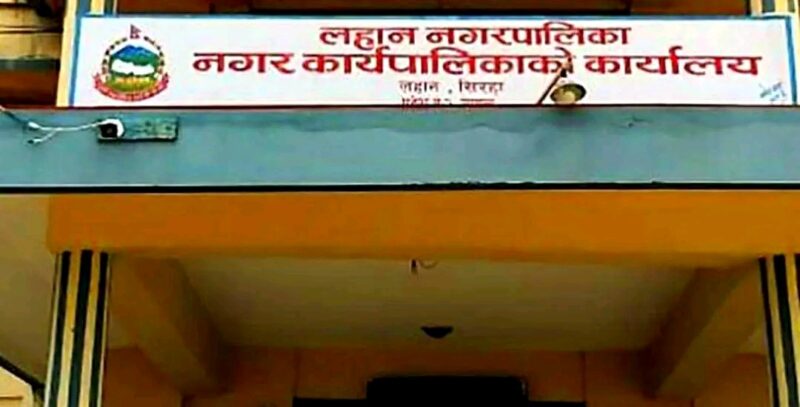 लहान नगरपालिका
नगर कार्यपालिकाको कार्यालय
लहान , सिरहा